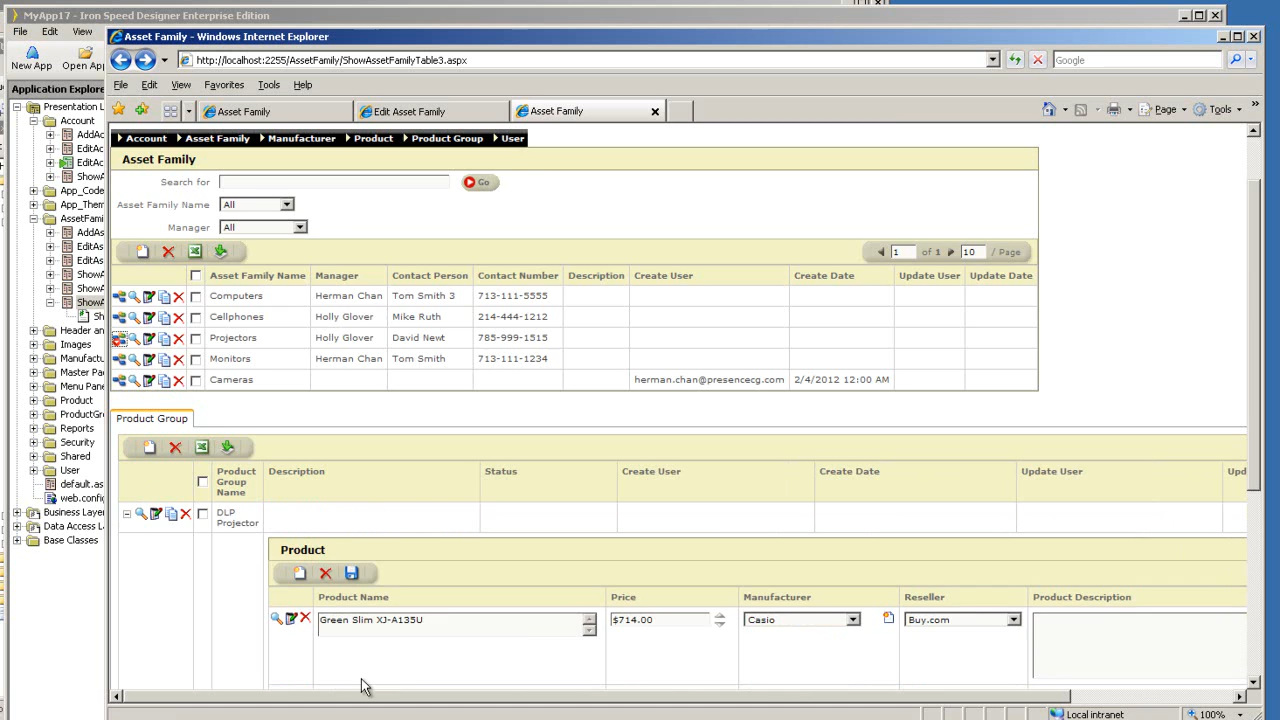 MyApp17 - Iron Speed Designer Enterprise Edition
File Edit View
New App Open App
Application Explorer
Presentation L
Account
AddAc
EditAc
EditAc
ShowA
App_Code
App_Them
AssetFami
AddAs
EditAs
EditAs
ShowA
ShowA
ShowA
Sh
Header an
Images
Manufactu
Master Pa
Menu Pane
Product
ProductGr
Reports
Security
Shared
User
default.as
web.config
Business Layer
Data Access L
Base Classes
Asset Family - Windows Internet Explorer
http://localhost:2255/AssetFamily/ShowAssetFamilyTable3.aspx
Google
File Edit View Favorites Tools Help
Asset Family Edit Asset Family Asset Family
Page Tools
Account Asset Family Manufacturer Product Product Group User
Asset Family
Search for Go
Asset Family Name All
Manager All
1 of 1 10 / Page
Asset Family Name Manager Contact Person Contact Number Description Create User Create Date Update User Update Date
Computers Herman Chan Tom Smith 3 713-111-5555
Cellphones Holly Glover Mike Ruth 214-444-1212
Projectors Holly Glover David Newt 785-999-1515
Monitors Herman Chan Tom Smith 713-111-1234
Cameras herman.chan@presencecg.com 2/4/2012 12:00 AM
Product Group
Product Group Name Description Status Create User Create Date Update User Upd
DLP Projector
Product
Product Name Price Manufacturer Reseller Product Description
Green Slim XJ-A135U $714.00 Casio Buy.com
Local intranet 100%